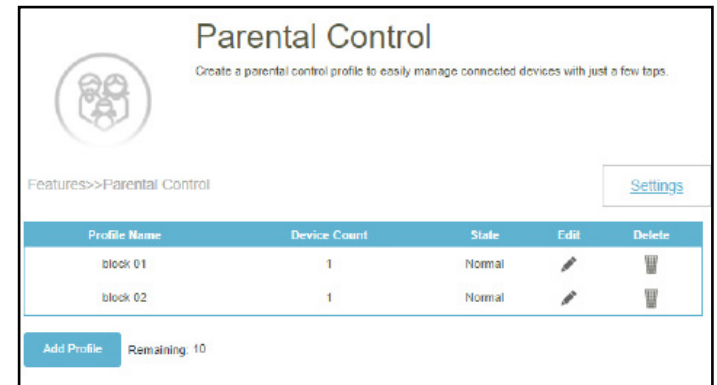 Parental Control
Create a parental control profile to easily manage connected devices with just a few taps.
Features>>Parental Control
Settings
Profile Name Device Count State Edit Delete
block 01 1 Normal
block 02 1 Normal
Add Profile Remaining: 10